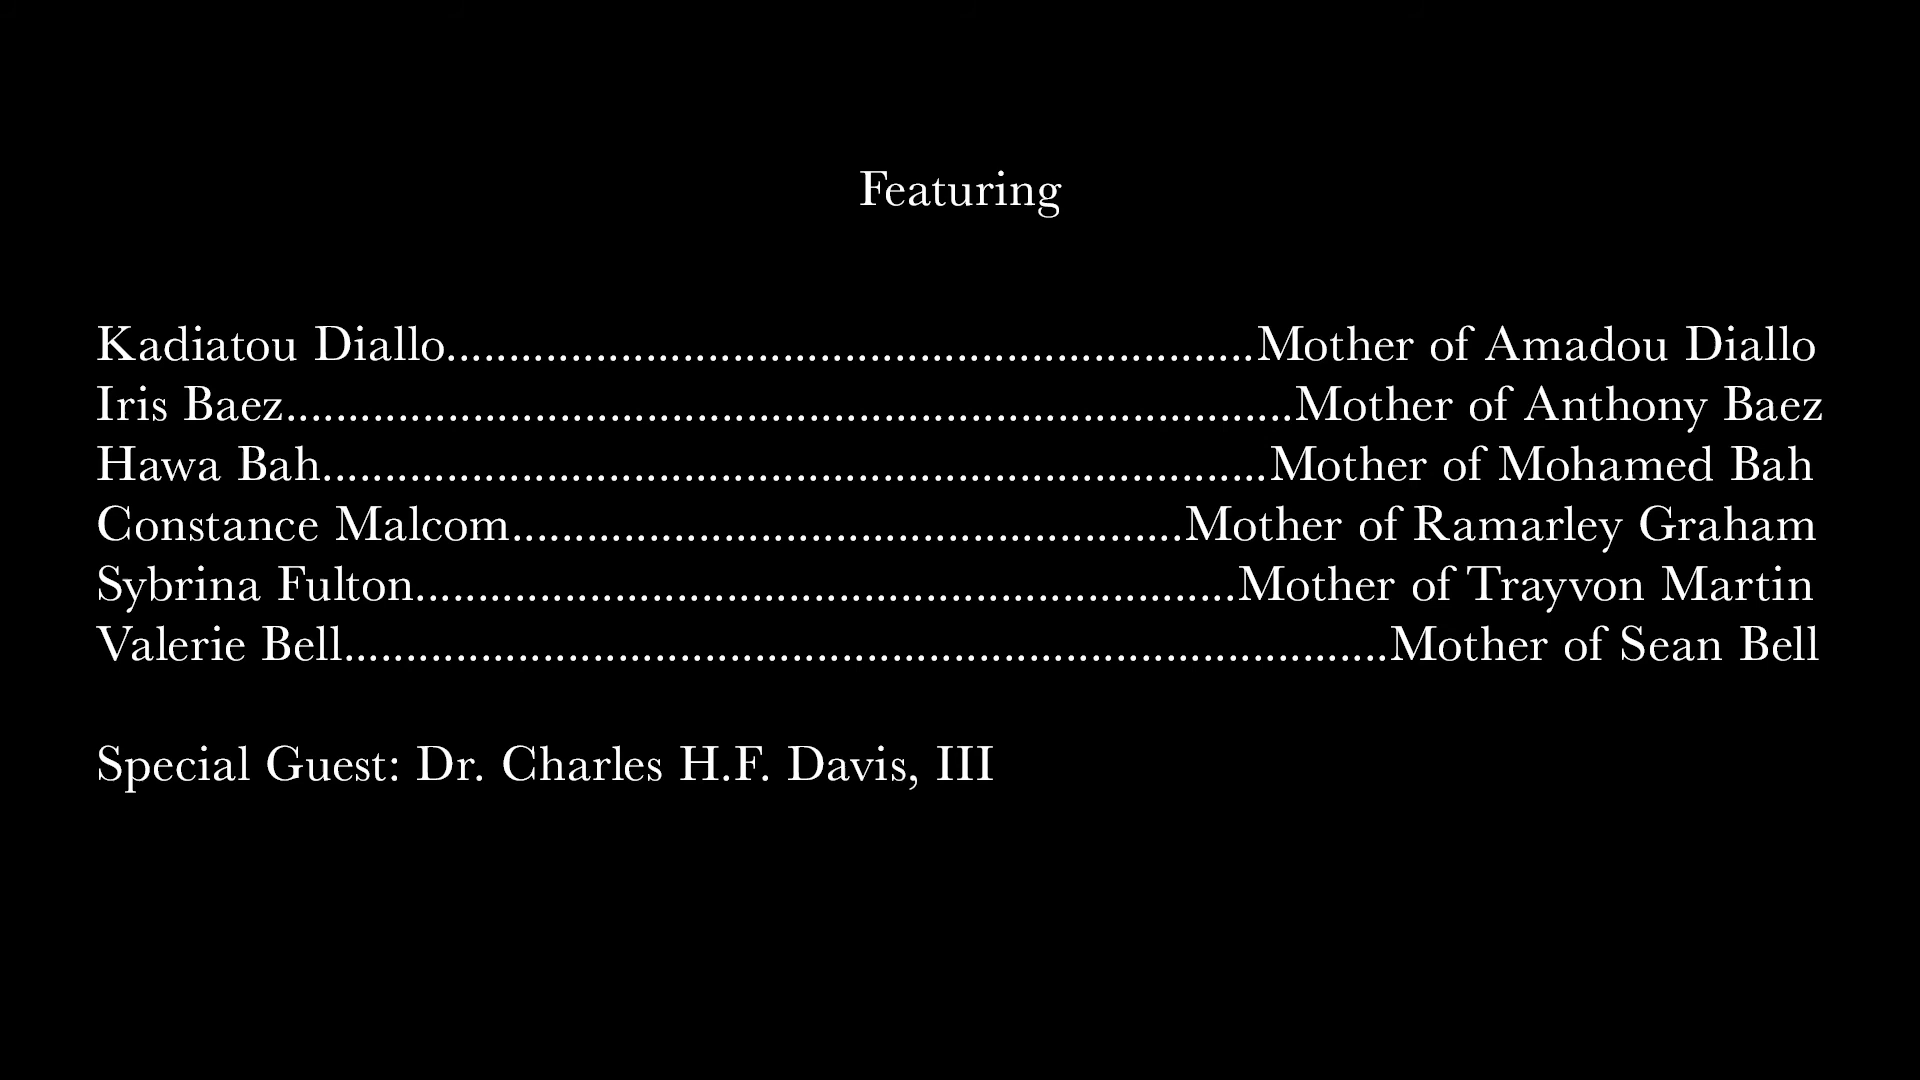 Featuring
Kadiatou Diallo.................................................................Mother of Amadou Diallo
Iris Baez.................................................................................Mother of Anthony Baez
Hawa Bah............................................................................Mother of Mohamed Bah
Constance Malcom......................................................Mother of Ramarley Graham
Sybrina Fulton..................................................................Mother of Trayvon Martin
Valerie Bell....................................................................................Mother of Sean Bell
Special Guest: Dr. Charles H.F. Davis, III